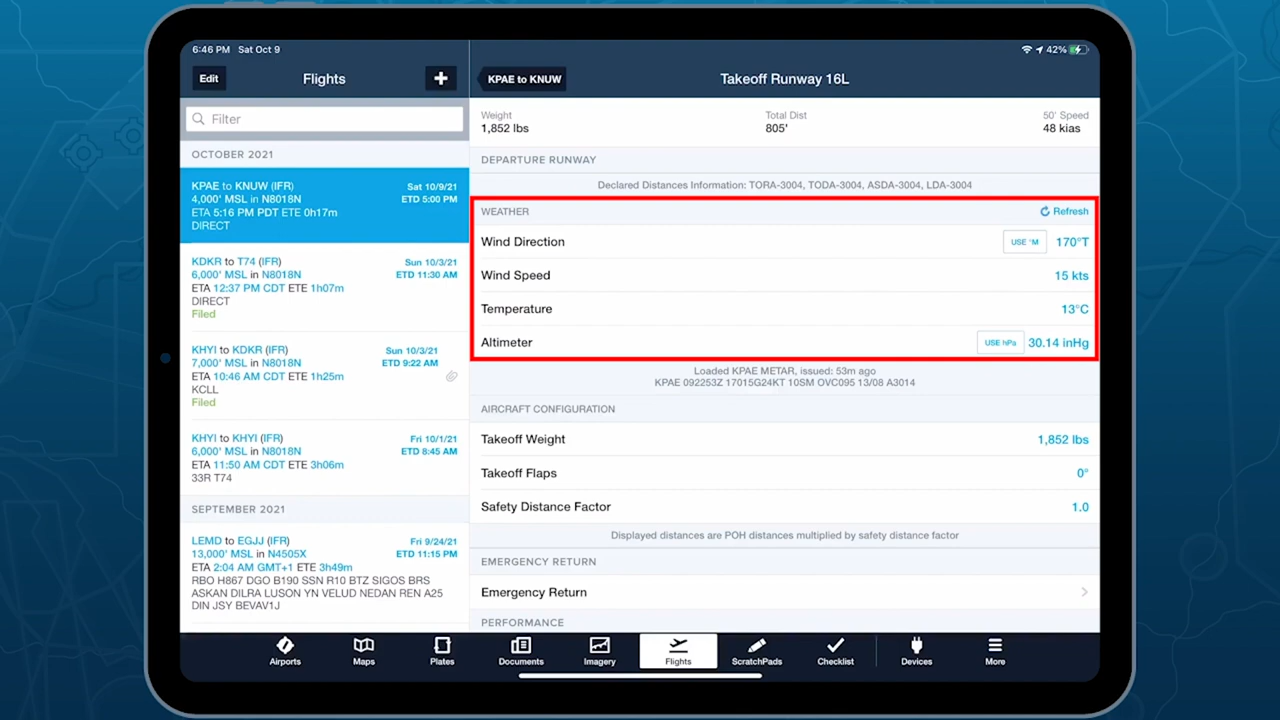 6:46 PM Sat Oct 9
42%
Edit
Flights
+
Filter
OCTOBER 2021
KPAE to KNUW (IFR)
Sat 10/9/21
4,000' MSL in N8018N
ETD 5:00 PM
ETA 5:16 PM PDT ETE 0h17m
DIRECT
KDKR to T74 (IFR)
Sun 10/3/21
6,000' MSL in N8018N
ETD 11:30 AM
ETA 12:37 PM CDT ETE 1h07m
DIRECT
Filed
KHYI to KDKR (IFR)
Sun 10/3/21
7,000' MSL in N8018N
ETD 9:22 AM
ETA 10:46 AM CDT ETE 1h25m
KCLL
Filed
KHYI to KHYI (IFR)
Fri 10/1/21
6,000' MSL in N8018N
ETD 8:45 AM
ETA 11:50 AM CDT ETE 3h06m
33R T74
SEPTEMBER 2021
LEMD to EGJJ (IFR)
Fri 9/24/21
13,000' MSL in N4505X
ETD 11:15 PM
ETA 2:04 AM GMT+1 ETE 3h49m
RBO H867 DGO B190 SSN R10 BTZ SIGOS BRS
ASKAN DILRA LUSON YN VELUD NEDAN REN A25
DIN JSY BEVAV1J
KPAE to KNUW
Takeoff Runway 16L
Weight
1,852 lbs
Total Dist
805'
50' Speed
48 kias
DEPARTURE RUNWAY
Declared Distances Information: TORA-3004, TODA-3004, ASDA-3004, LDA-3004
WEATHER
Refresh
Wind Direction
USE °M
170°T
Wind Speed
15 kts
Temperature
13°C
Altimeter
USE hPa
30.14 inHg
Loaded KPAE METAR, issued: 53m ago
KPAE 092253Z 17015G24KT 10SM OVC095 13/08 A3014
AIRCRAFT CONFIGURATION
Takeoff Weight
1,852 lbs
Takeoff Flaps
0°
Safety Distance Factor
1.0
Displayed distances are POH distances multiplied by safety distance factor
EMERGENCY RETURN
Emergency Return
PERFORMANCE
Airports
Maps
Plates
Documents
Imagery
Flights
ScratchPads
Checklist
Devices
More